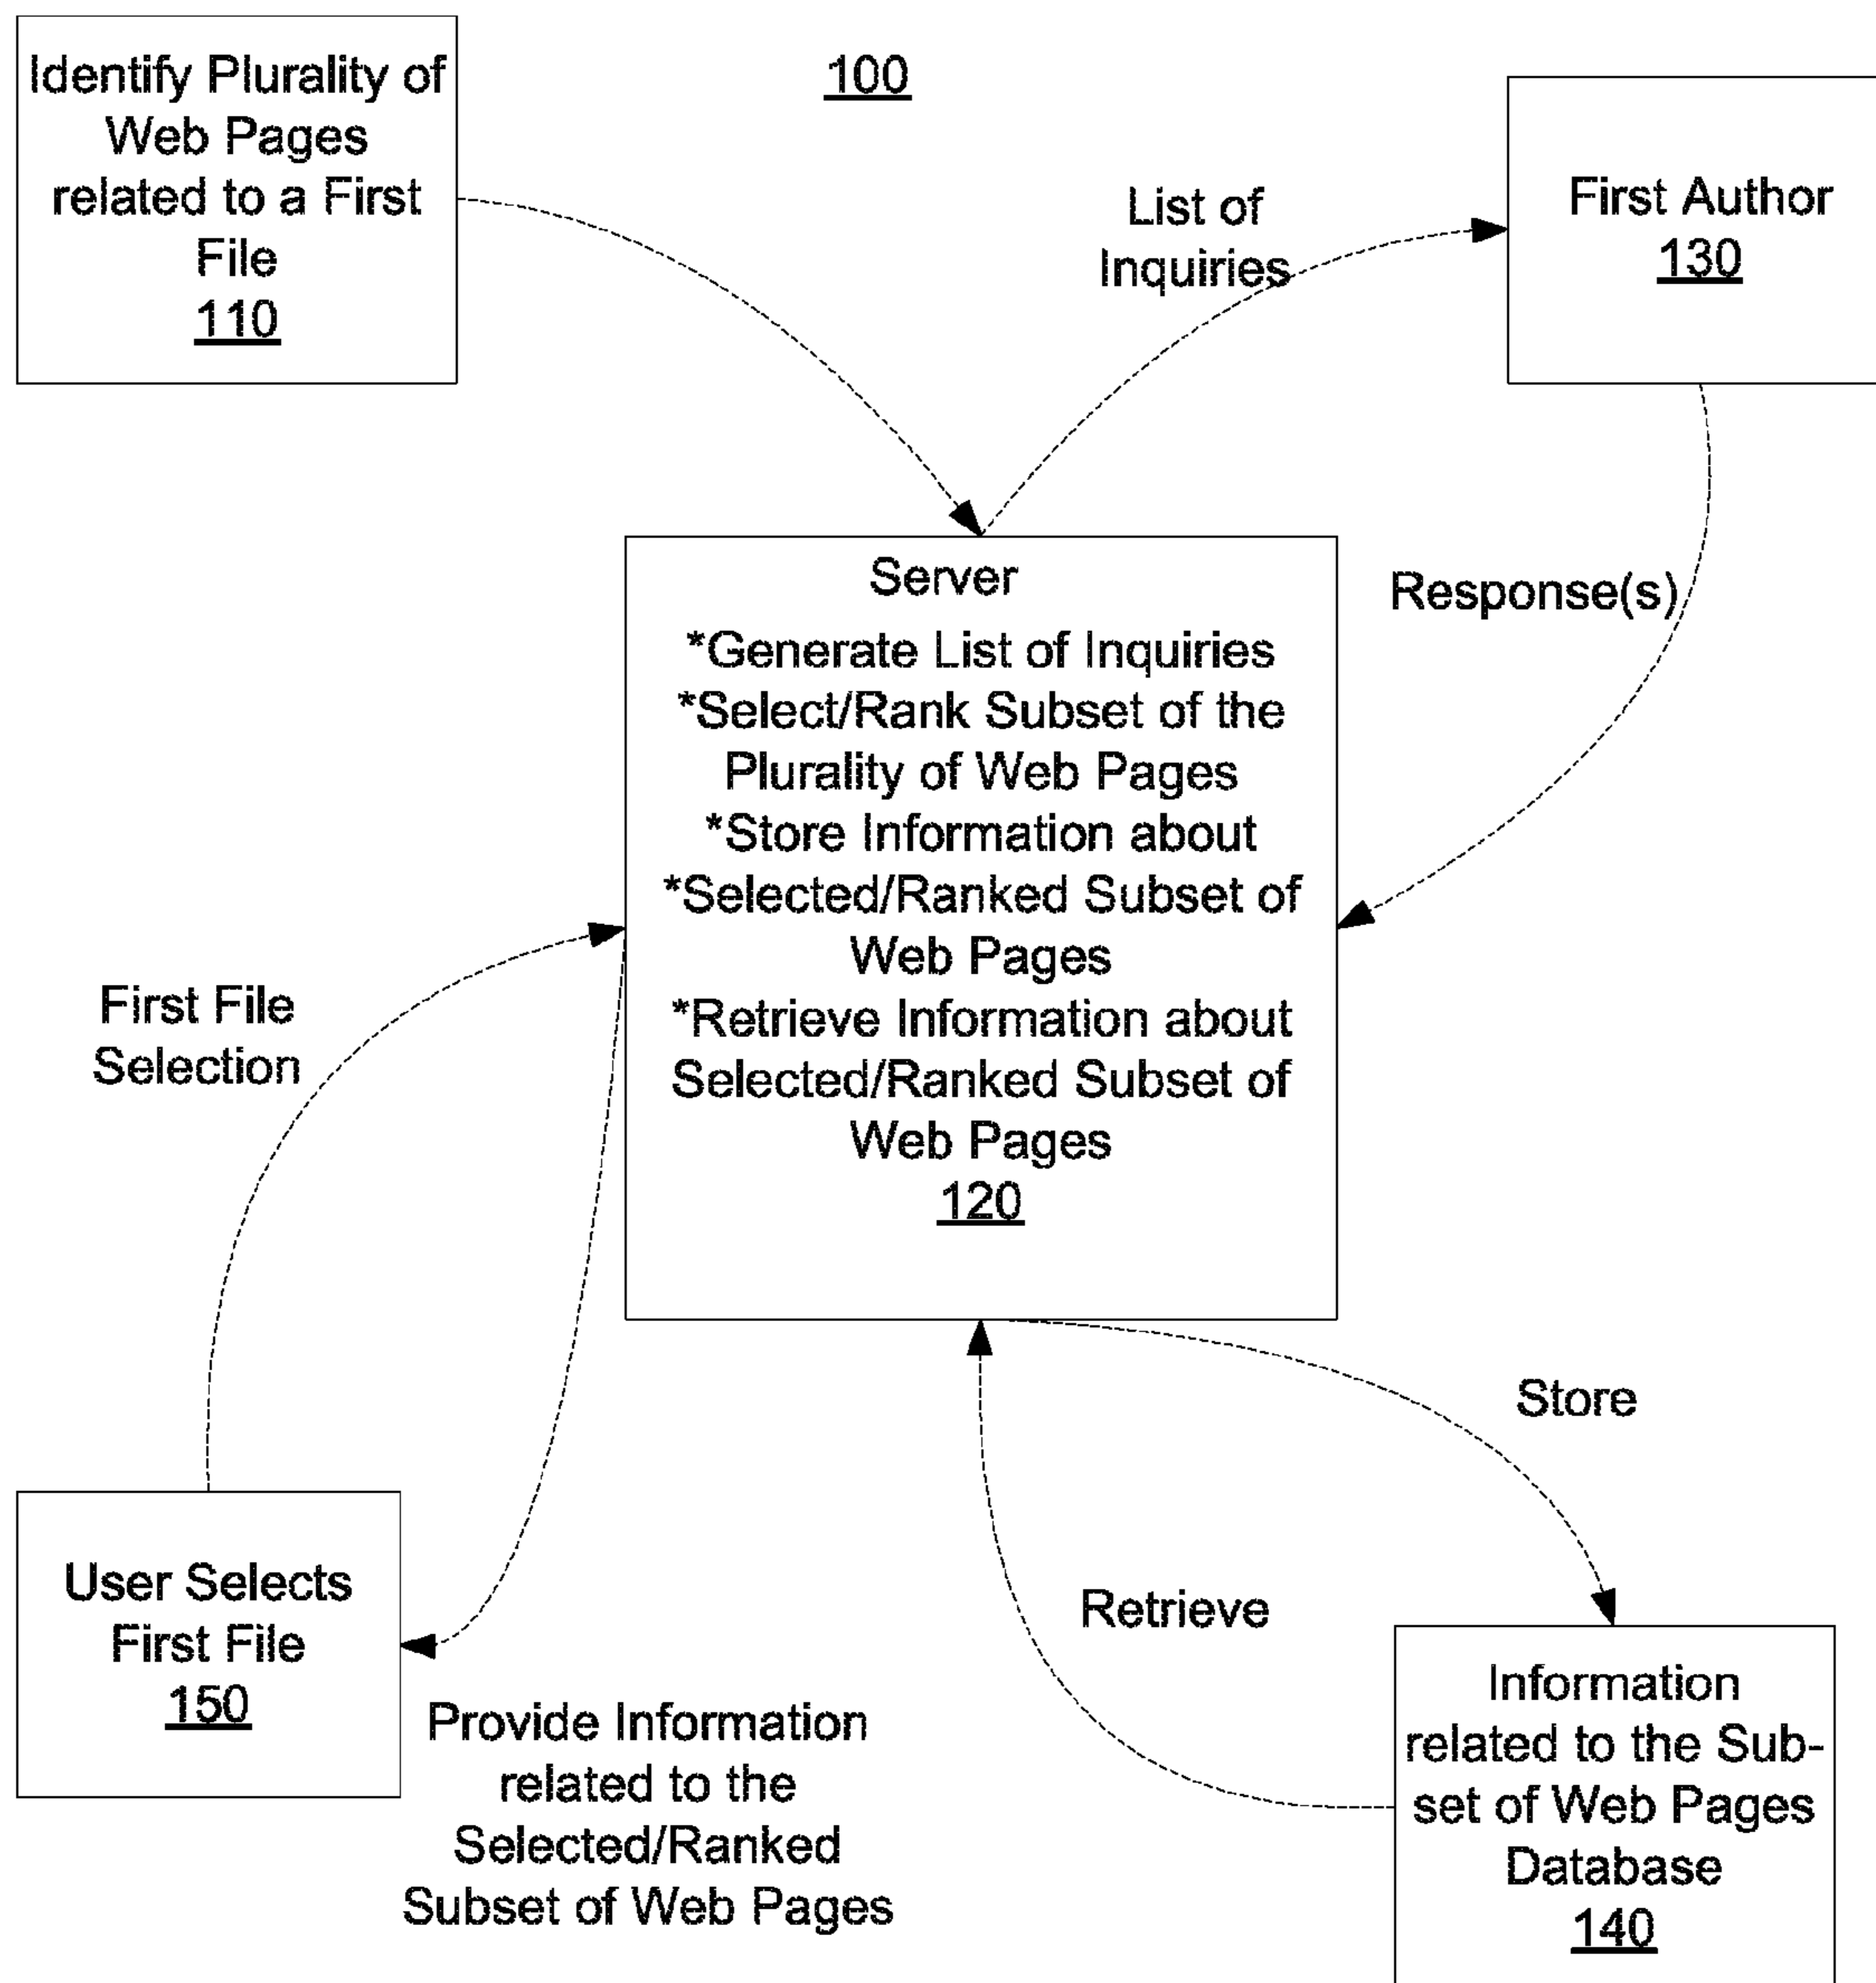 Identify Plurality of
Web Pages
related to a First
File
110
100
First Author
130
List of
Inquiries
Response(s)
Server
*Generate List of Inquiries
*Select/Rank Subset of the
Plurality of Web Pages
*Store Information about
*Selected/Ranked Subset of
Web Pages
*Retrieve Information about
Selected/Ranked Subset of
Web Pages
120
First File
Selection
Store
Retrieve
User Selects
First File
150
Provide Information
related to the
Selected/Ranked
Subset of Web Pages
Information
related to the Sub-
set of Web Pages
Database
140